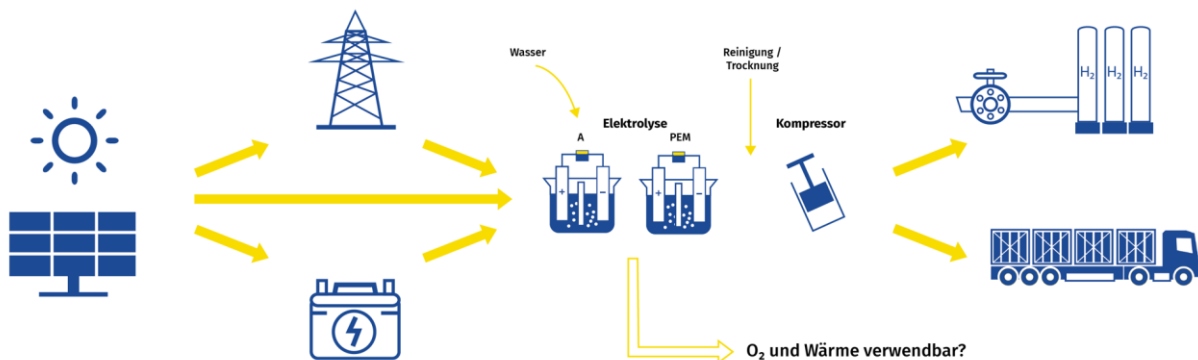 Wasser
Reinigung /
Trocknung
Elektrolyse
Kompressor
A
PEM
+
−
+
−
H₂
H₂
H₂
O₂ und Wärme verwendbar?